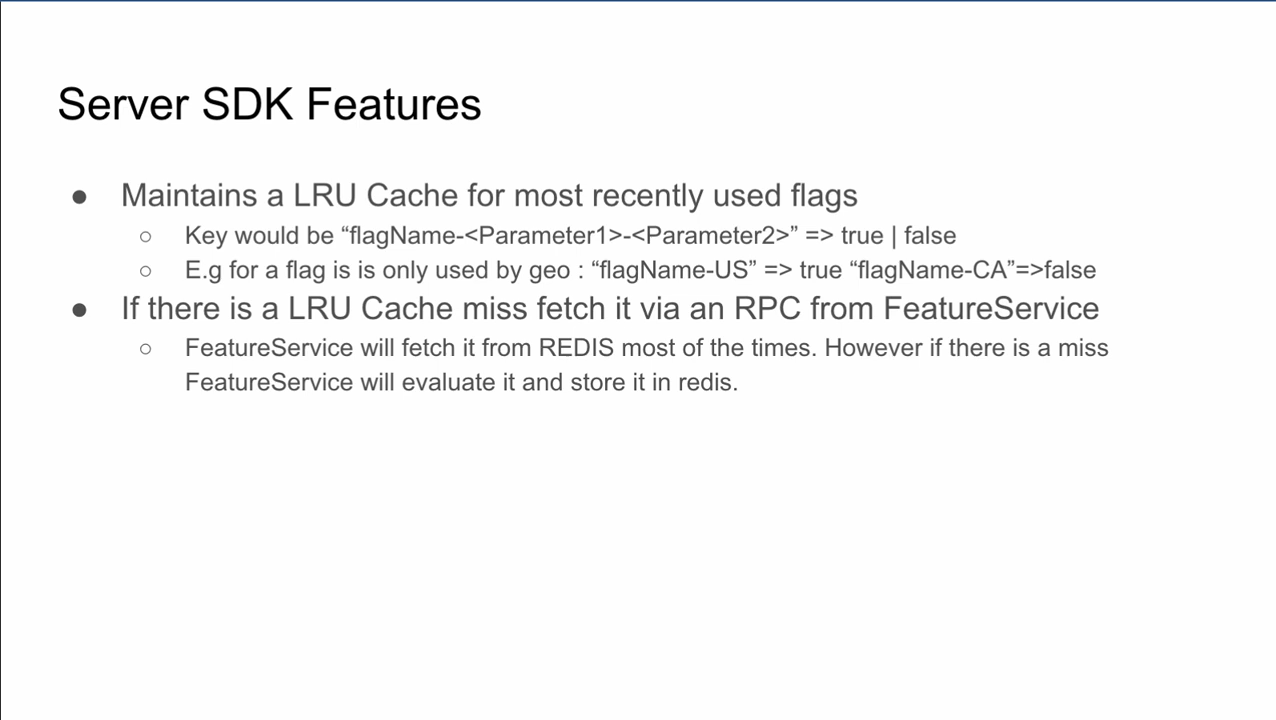 Server SDK Features
● Maintains a LRU Cache for most recently used flags
○ Key would be “flagName-<Parameter1>-<Parameter2>” => true | false
○ E.g for a flag is is only used by geo : “flagName-US” => true “flagName-CA”=>false
● If there is a LRU Cache miss fetch it via an RPC from FeatureService
○ FeatureService will fetch it from REDIS most of the times. However if there is a miss
FeatureService will evaluate it and store it in redis.